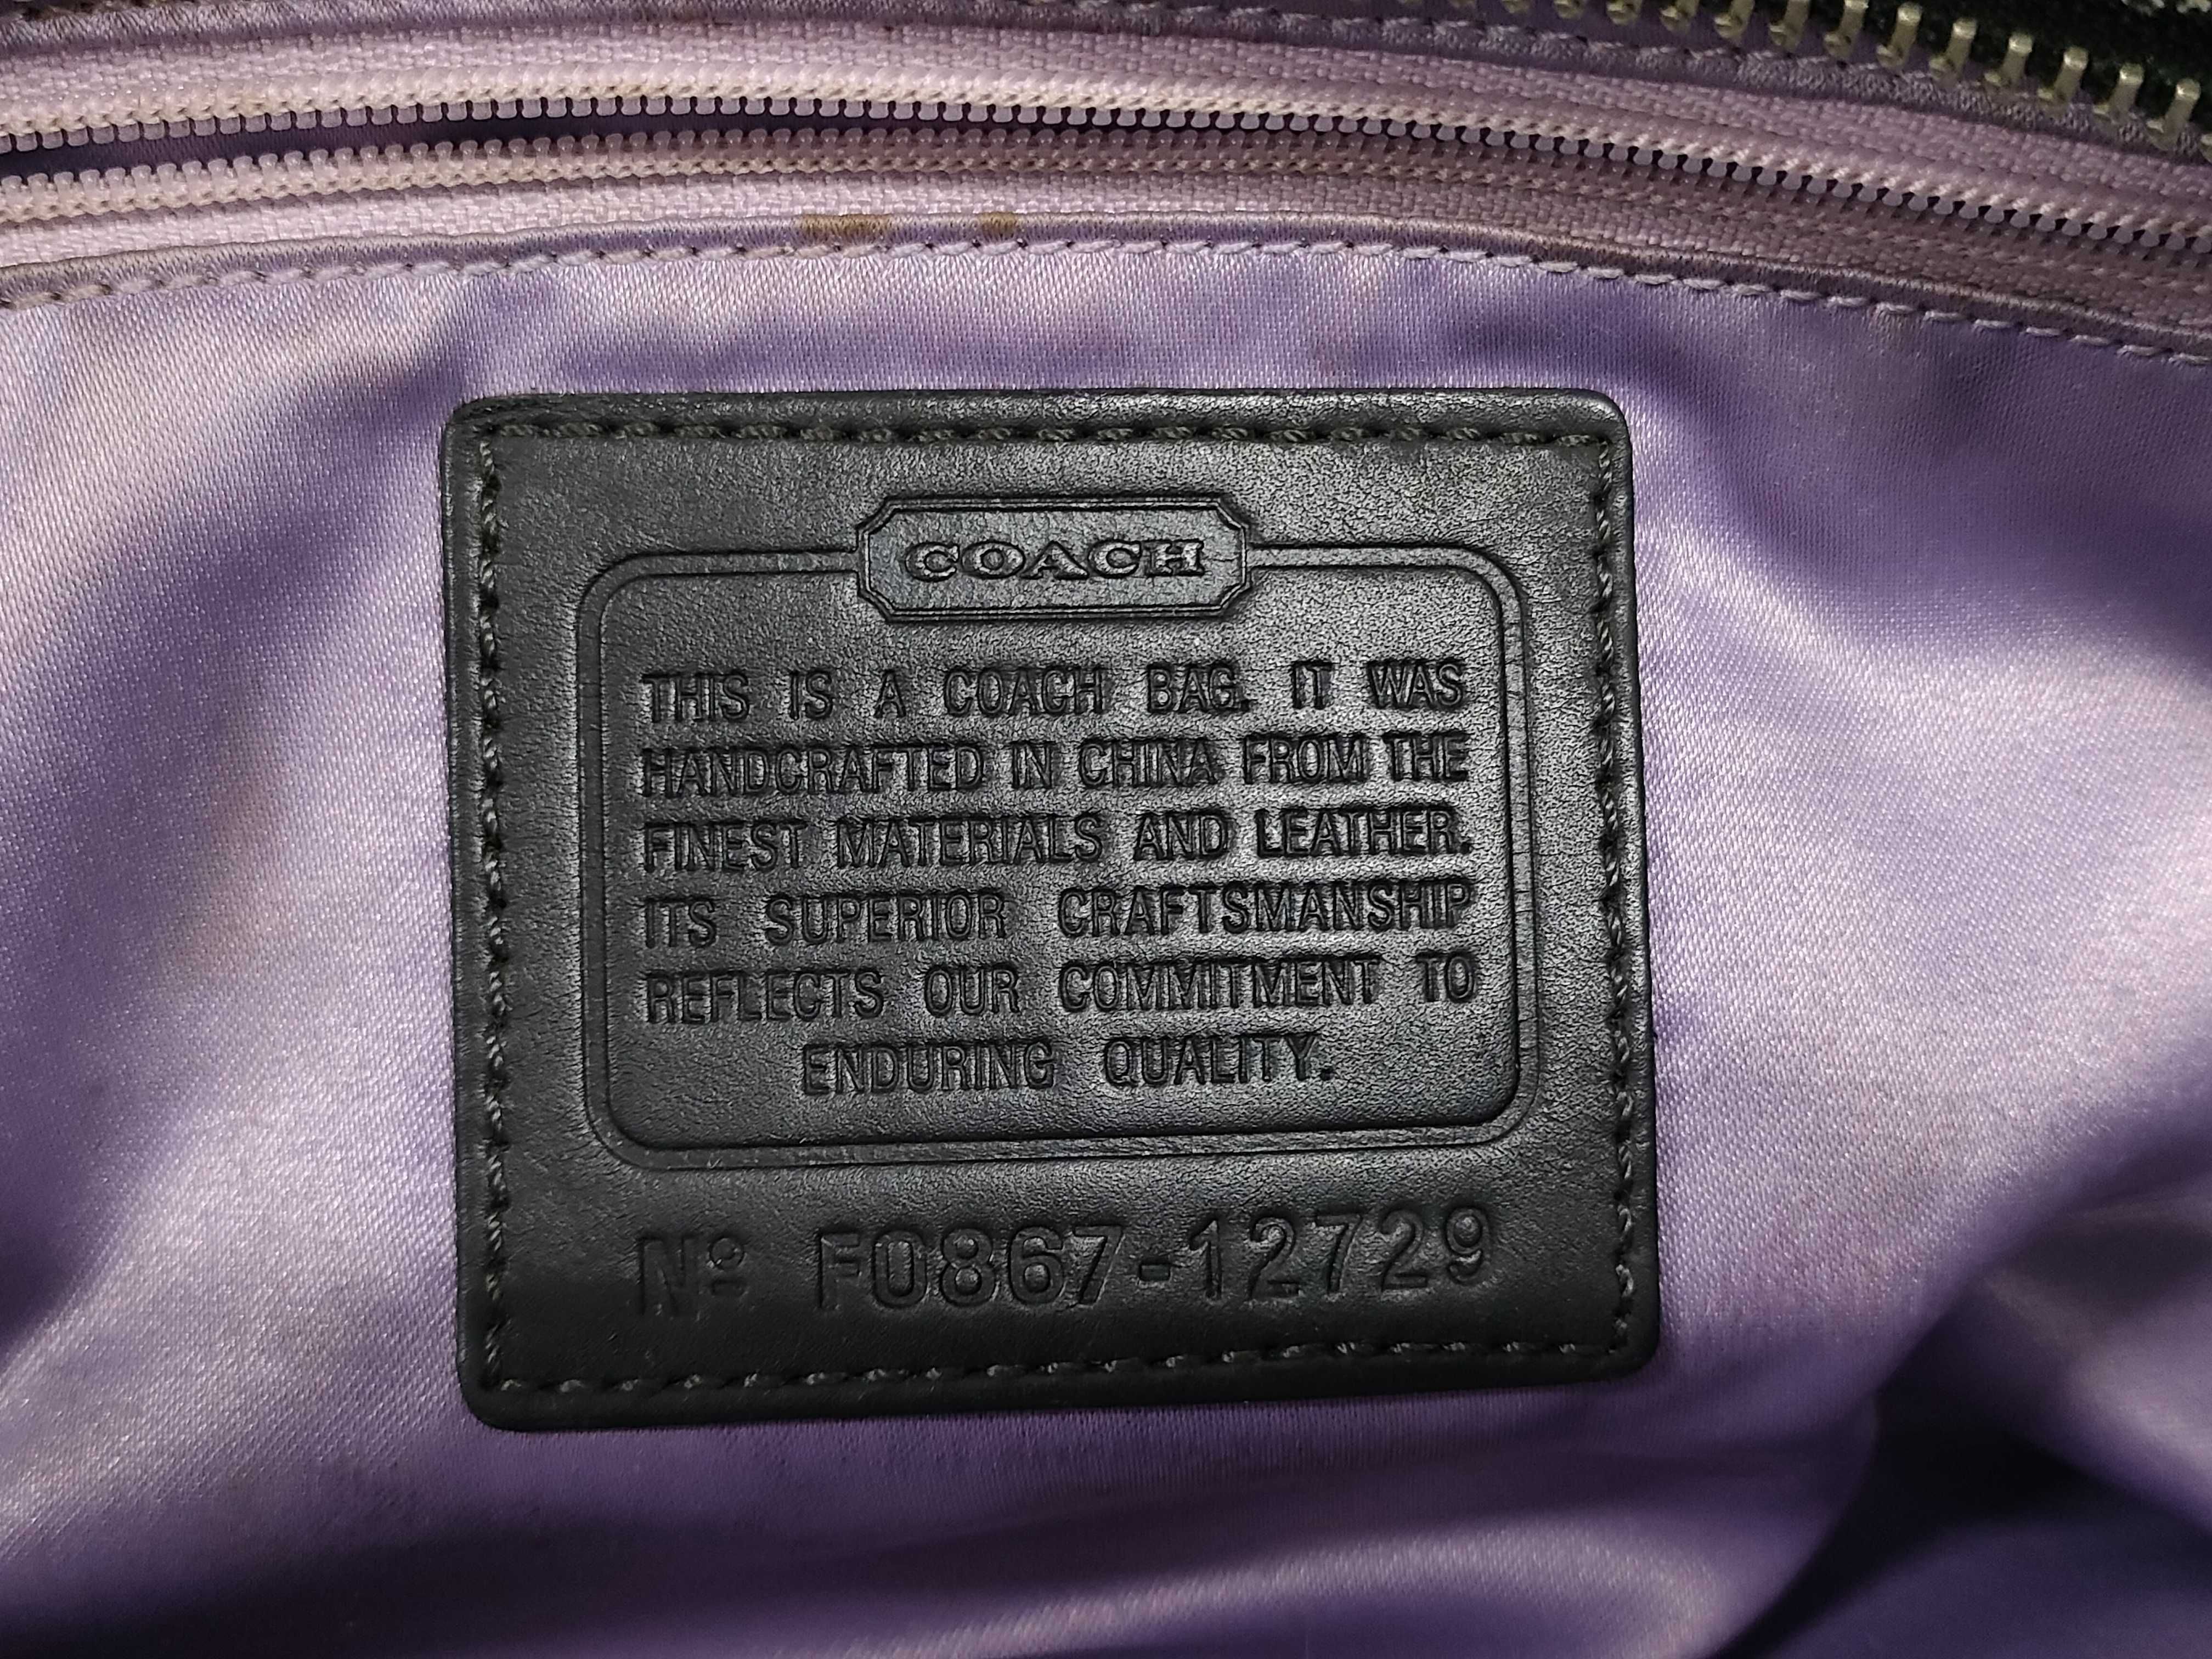 COACH
THIS IS A COACH BAG. IT WAS
HANDCRAFTED IN CHINA FROM THE
FINEST MATERIALS AND LEATHER.
ITS SUPERIOR CRAFTSMANSHIP
REFLECTS OUR COMMITMENT TO
ENDURING QUALITY.
Nº F0867-12729